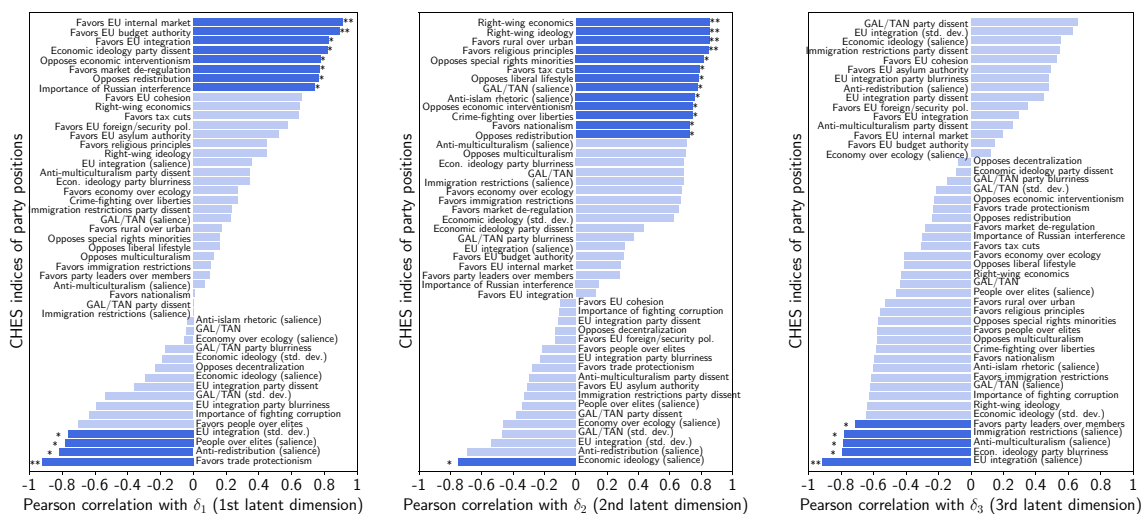 CHES indices of party positions
Favors EU internal market
Favors EU budget authority
Favors EU integration
Economic ideology party dissent
Opposes economic interventionism
Favors market de-regulation
Opposes redistribution
Importance of Russian interference
Favors EU cohesion
Right-wing economics
Favors tax cuts
Favors EU foreign/security pol.
Favors EU asylum authority
Favors religious principles
Right-wing ideology
EU integration (salience)
Anti-multiculturalism party dissent
Econ. ideology party blurriness
Favors economy over ecology
Crime-fighting over liberties
Immigration restrictions party dissent
GAL/TAN (salience)
Favors rural over urban
Opposes special rights minorities
Opposes liberal lifestyle
Opposes multiculturalism
Favors immigration restrictions
Favors party leaders over members
Anti-multiculturalism (salience)
Favors nationalism
GAL/TAN party dissent
Immigration restrictions (salience)
Anti-islam rhetoric (salience)
GAL/TAN
Economy over ecology (salience)
GAL/TAN party blurriness
Economic ideology (std. dev.)
Opposes decentralization
Economic ideology (salience)
EU integration party dissent
GAL/TAN (std. dev.)
EU integration party blurriness
Importance of fighting corruption
Favors people over elites
EU integration (std. dev.)
People over elites (salience)
Anti-redistribution (salience)
Favors trade protectionism
** ** * * * * * * * * * **
-1 -0.8 -0.6 -0.4 -0.2 0 0.2 0.4 0.6 0.8 1
Pearson correlation with δ1 (1st latent dimension)
CHES indices of party positions
Right-wing economics
Right-wing ideology
Favors rural over urban
Favors religious principles
Opposes special rights minorities
Favors tax cuts
Opposes liberal lifestyle
GAL/TAN (salience)
Anti-islam rhetoric (salience)
Opposes economic interventionism
Crime-fighting over liberties
Favors nationalism
Opposes redistribution
Anti-multiculturalism (salience)
Opposes multiculturalism
Econ. ideology party blurriness
GAL/TAN
Immigration restrictions (salience)
Favors economy over ecology
Favors immigration restrictions
Favors market de-regulation
Economic ideology (std. dev.)
Economic ideology party dissent
GAL/TAN party blurriness
EU integration (salience)
Favors EU budget authority
Favors EU internal market
Favors party leaders over members
Importance of Russian interference
Favors EU integration
Favors EU cohesion
Importance of fighting corruption
EU integration party dissent
Opposes decentralization
Favors EU foreign/security pol.
Favors people over elites
EU integration party blurriness
Favors trade protectionism
Anti-multiculturalism party dissent
Favors EU asylum authority
Immigration restrictions party dissent
People over elites (salience)
GAL/TAN party dissent
Economy over ecology (salience)
GAL/TAN (std. dev.)
EU integration (std. dev.)
Anti-redistribution (salience)
Economic ideology (salience)
** ** ** ** * * * * * * * * * *
-1 -0.8 -0.6 -0.4 -0.2 0 0.2 0.4 0.6 0.8 1
Pearson correlation with δ2 (2nd latent dimension)
CHES indices of party positions
GAL/TAN party dissent
EU integration (std. dev.)
Economic ideology (salience)
Immigration restrictions party dissent
Favors EU cohesion
Favors EU asylum authority
EU integration party blurriness
Anti-redistribution (salience)
EU integration party dissent
Favors EU foreign/security pol.
Favors EU integration
Anti-multiculturalism party dissent
Favors EU internal market
Favors EU budget authority
Economy over ecology (salience)
Opposes decentralization
Economic ideology party dissent
GAL/TAN party blurriness
GAL/TAN (std. dev.)
Opposes economic interventionism
Favors trade protectionism
Opposes redistribution
Favors market de-regulation
Importance of Russian interference
Favors tax cuts
Favors economy over ecology
Opposes liberal lifestyle
Right-wing economics
GAL/TAN
People over elites (salience)
Favors rural over urban
Favors religious principles
Opposes special rights minorities
Favors people over elites
Opposes multiculturalism
Crime-fighting over liberties
Favors nationalism
Anti-islam rhetoric (salience)
Favors immigration restrictions
GAL/TAN (salience)
Importance of fighting corruption
Right-wing ideology
Economic ideology (std. dev.)
Favors party leaders over members
Immigration restrictions (salience)
Anti-multiculturalism (salience)
Econ. ideology party blurriness
EU integration (salience)
* * * * **
-1 -0.8 -0.6 -0.4 -0.2 0 0.2 0.4 0.6 0.8 1
Pearson correlation with δ3 (3rd latent dimension)